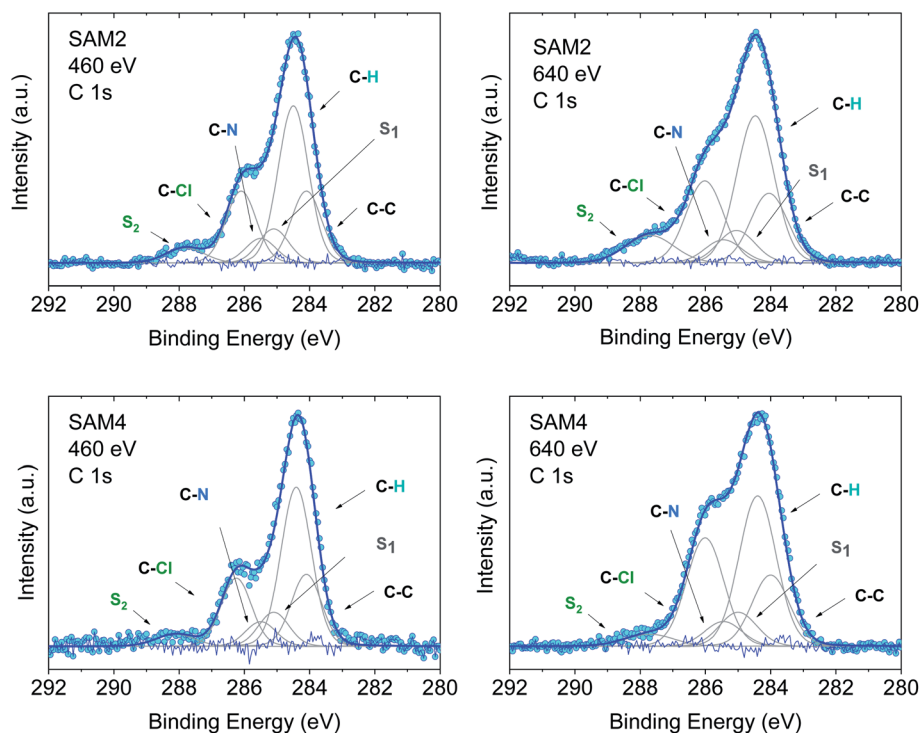 SAM2
460 eV
C 1s
C-H
C-N
S1
C-Cl
S2
C-C
Intensity (a.u.)
292 290 288 286 284 282 280
Binding Energy (eV)
SAM2
640 eV
C 1s
C-H
C-N
S1
C-Cl
S2
C-C
Intensity (a.u.)
292 290 288 286 284 282 280
Binding Energy (eV)
SAM4
460 eV
C 1s
C-N
C-H
S1
C-Cl
S2
C-C
Intensity (a.u.)
292 290 288 286 284 282 280
Binding Energy (eV)
SAM4
640 eV
C 1s
C-H
C-N
S1
C-Cl
C-C
S2
Intensity (a.u.)
292 290 288 286 284 282 280
Binding Energy (eV)